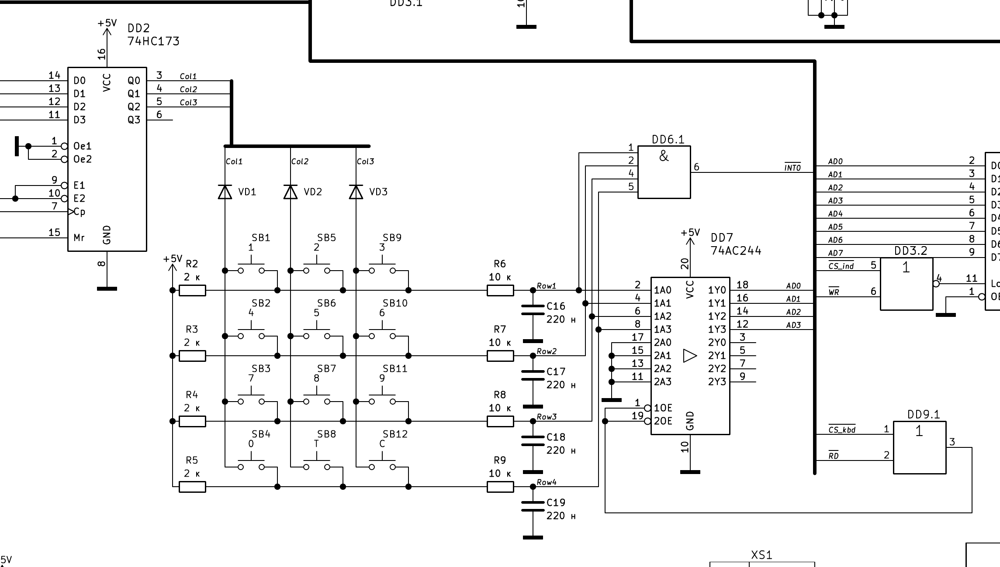 DD3.1
10
+5V
DD2
74HC173
16
14 D0 VCC Q0 3 Col1
13 D1 Q1 4 Col2
12 D2 Q2 5 Col3
11 D3 Q3 6
1 Oe1
2 Oe2
9 E1
10 E2
7 Cp
15 Mr GND
8
Col1 Col2 Col3
VD1 VD2 VD3
DD6.1
&
1
2
4
5
6 INT0
AD0 2 D0
AD1 3 D1
AD2 4 D2
AD3 5 D3
AD4 6 D4
AD5 7 D5
AD6 8 D6
AD7 9 D7
DD3.2
1
CS_ind 5
WR 6
4 11
1
+5V
R2
2 к
SB1
1
SB5
2
SB9
3
R6
10 к
Row1
C16
220 н
R3
2 к
SB2
4
SB6
5
SB10
6
R7
10 к
Row2
C17
220 н
R4
2 к
SB3
7
SB7
8
SB11
9
R8
10 к
Row3
C18
220 н
R5
2 к
SB4
0
SB8
T
SB12
C
R9
10 к
Row4
C19
220 н
+5V
DD7
74AC244
20
2 1A0 VCC 1Y0 18 AD0
4 1A1 1Y1 16 AD1
6 1A2 1Y2 14 AD2
8 1A3 1Y3 12 AD3
17 2A0 2Y0 3
15 2A1 2Y1 5
13 2A2 2Y2 7
11 2A3 2Y3 9
1 1OE
19 2OE GND
10
DD9.1
1
CS_kbd 1
RD 2
3
5V
XS1